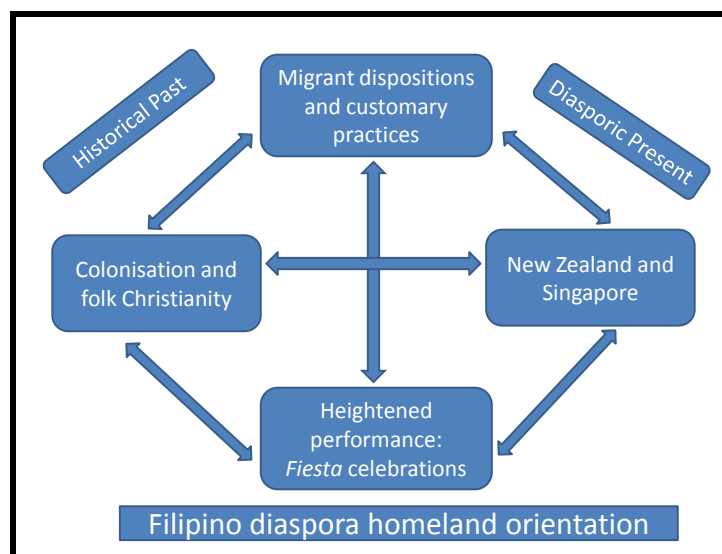 Historical Past
Migrant dispositions
and customary
practices
Diasporic Present
Colonisation and
folk Christianity
New Zealand and
Singapore
Heightened
performance:
Fiesta celebrations
Filipino diaspora homeland orientation